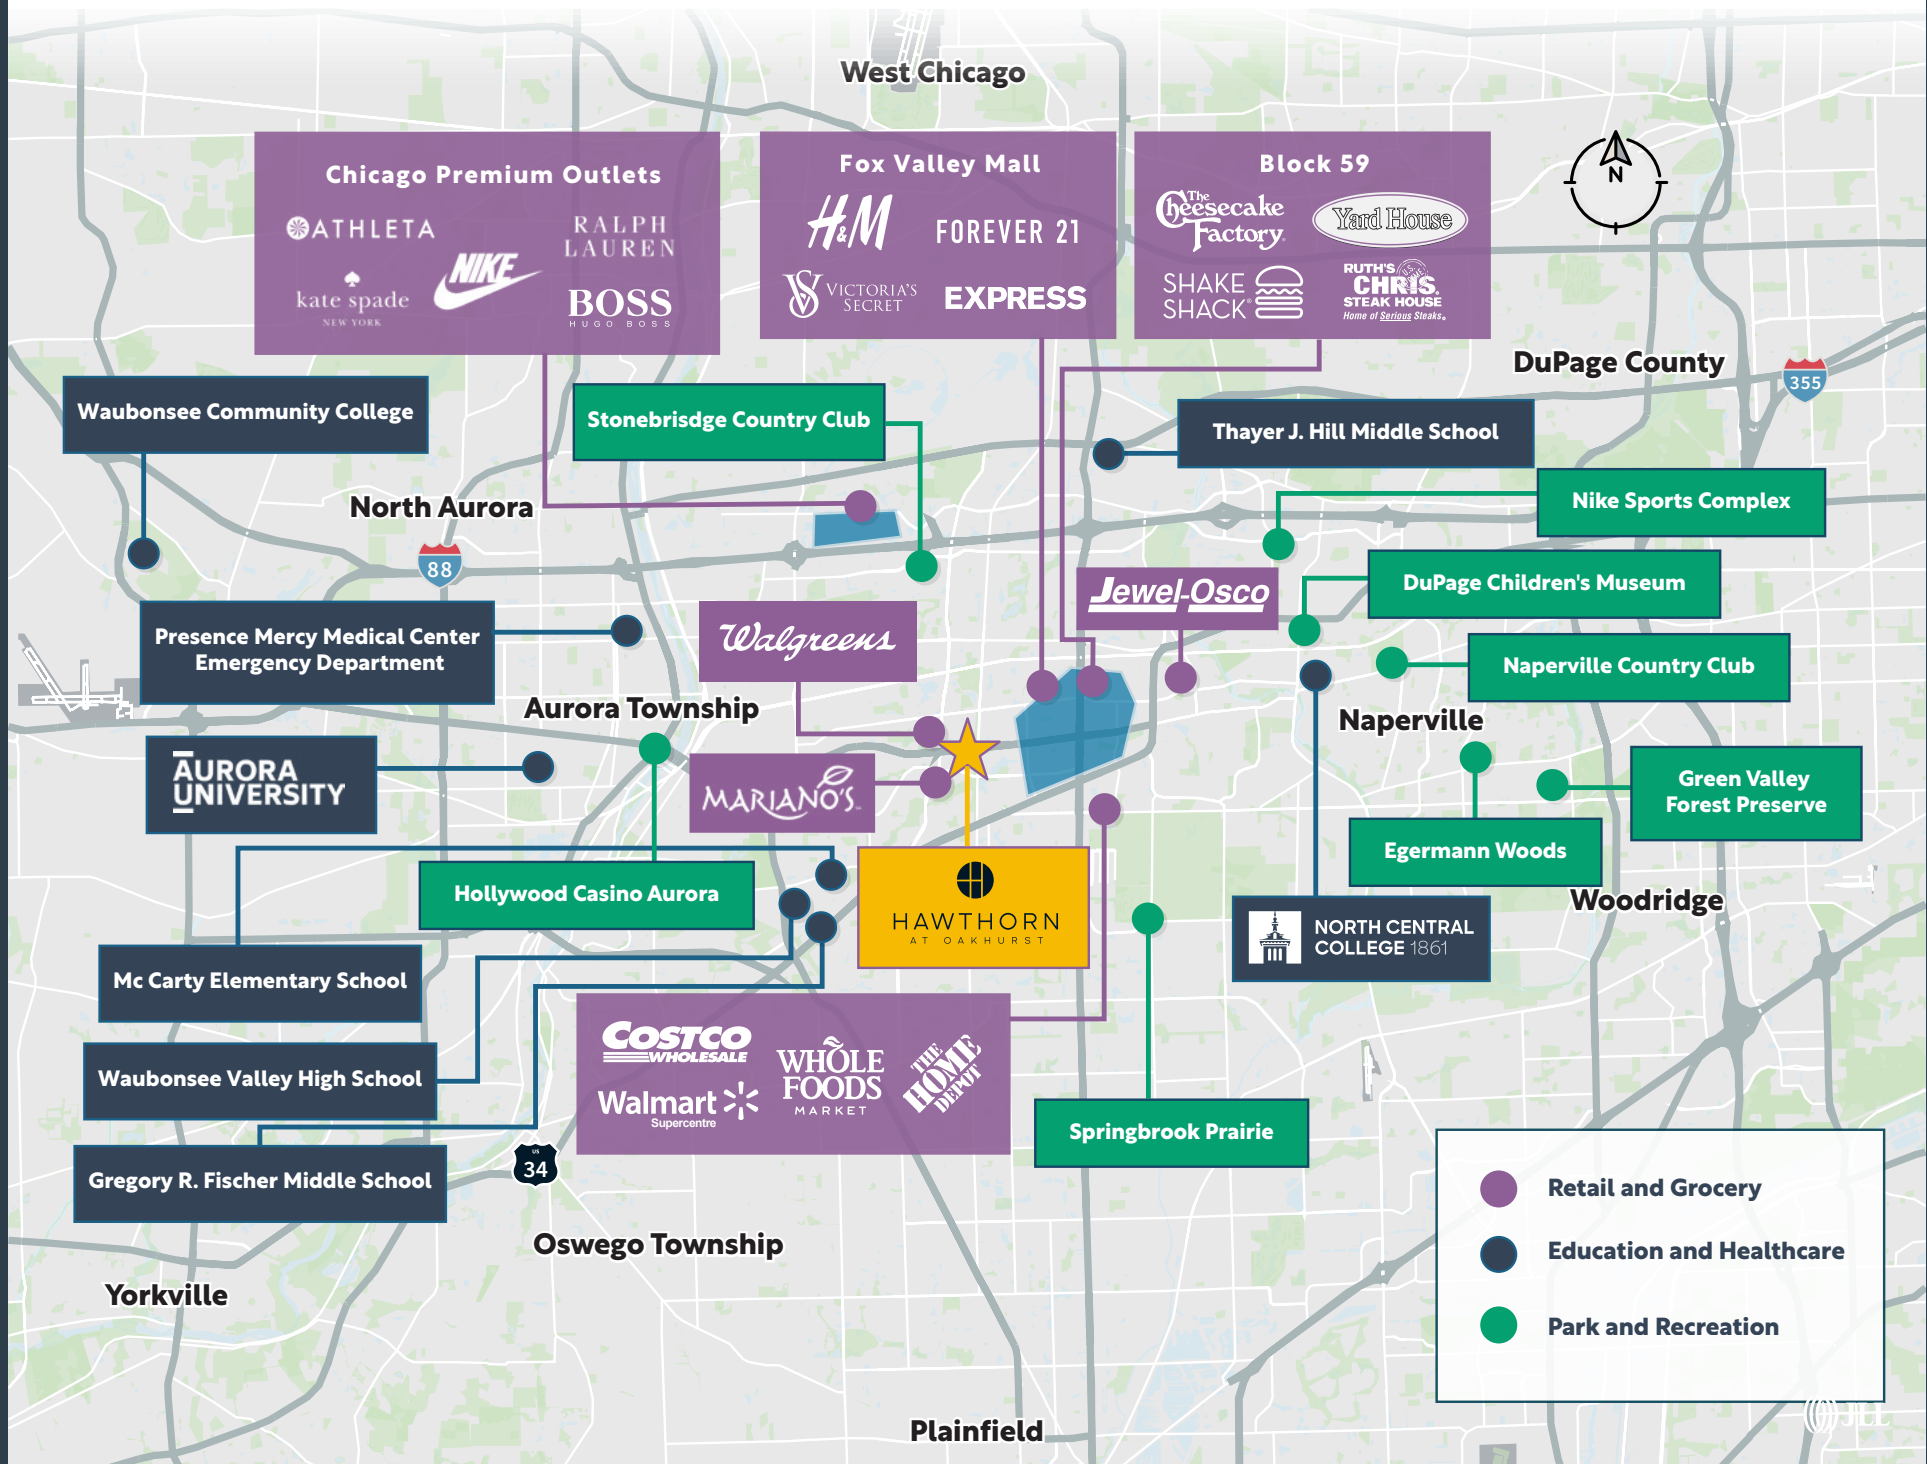 West Chicago
Chicago Premium Outlets
ATHLETA
RALPH
LAUREN
kate spade
NEW YORK
NIKE
BOSS
HUGO BOSS
Fox Valley Mall
H&M
FOREVER 21
VS
VICTORIA'S
SECRET
EXPRESS
Block 59
The
Cheesecake
Factory
Yard House
SHAKE
SHACK
RUTH'S
U.S. PRIME
CHRIS
STEAK HOUSE
Home of Serious Steaks.
N
DuPage County
355
Waubonsee Community College
Stonebrisdge Country Club
Thayer J. Hill Middle School
North Aurora
Nike Sports Complex
88
DuPage Children's Museum
Jewel-Osco
Presence Mercy Medical Center
Emergency Department
Walgreens
Naperville Country Club
Aurora Township
Naperville
AURORA
UNIVERSITY
MARIANO'S
Green Valley
Forest Preserve
Egermann Woods
Hollywood Casino Aurora
HAWTHORN
AT OAKHURST
Woodridge
NORTH CENTRAL
COLLEGE 1861
Mc Carty Elementary School
Waubonsee Valley High School
COSTCO
WHOLESALE
Walmart
Supercentre
WHOLE
FOODS
MARKET
THE
HOME
DEPOT
Springbrook Prairie
Gregory R. Fischer Middle School
US
34
Retail and Grocery
Education and Healthcare
Park and Recreation
Oswego Township
Yorkville
Plainfield
JLL